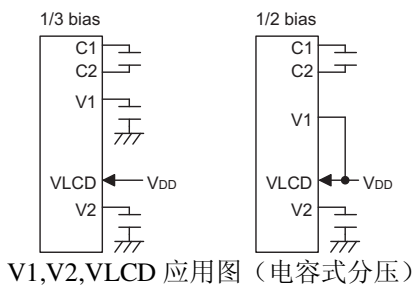 1/3 bias
C1
C2
V1
VLCD
VDD
V2
1/2 bias
C1
C2
V1
VLCD
VDD
V2
V1,V2,VLCD 应用图（电容式分压）